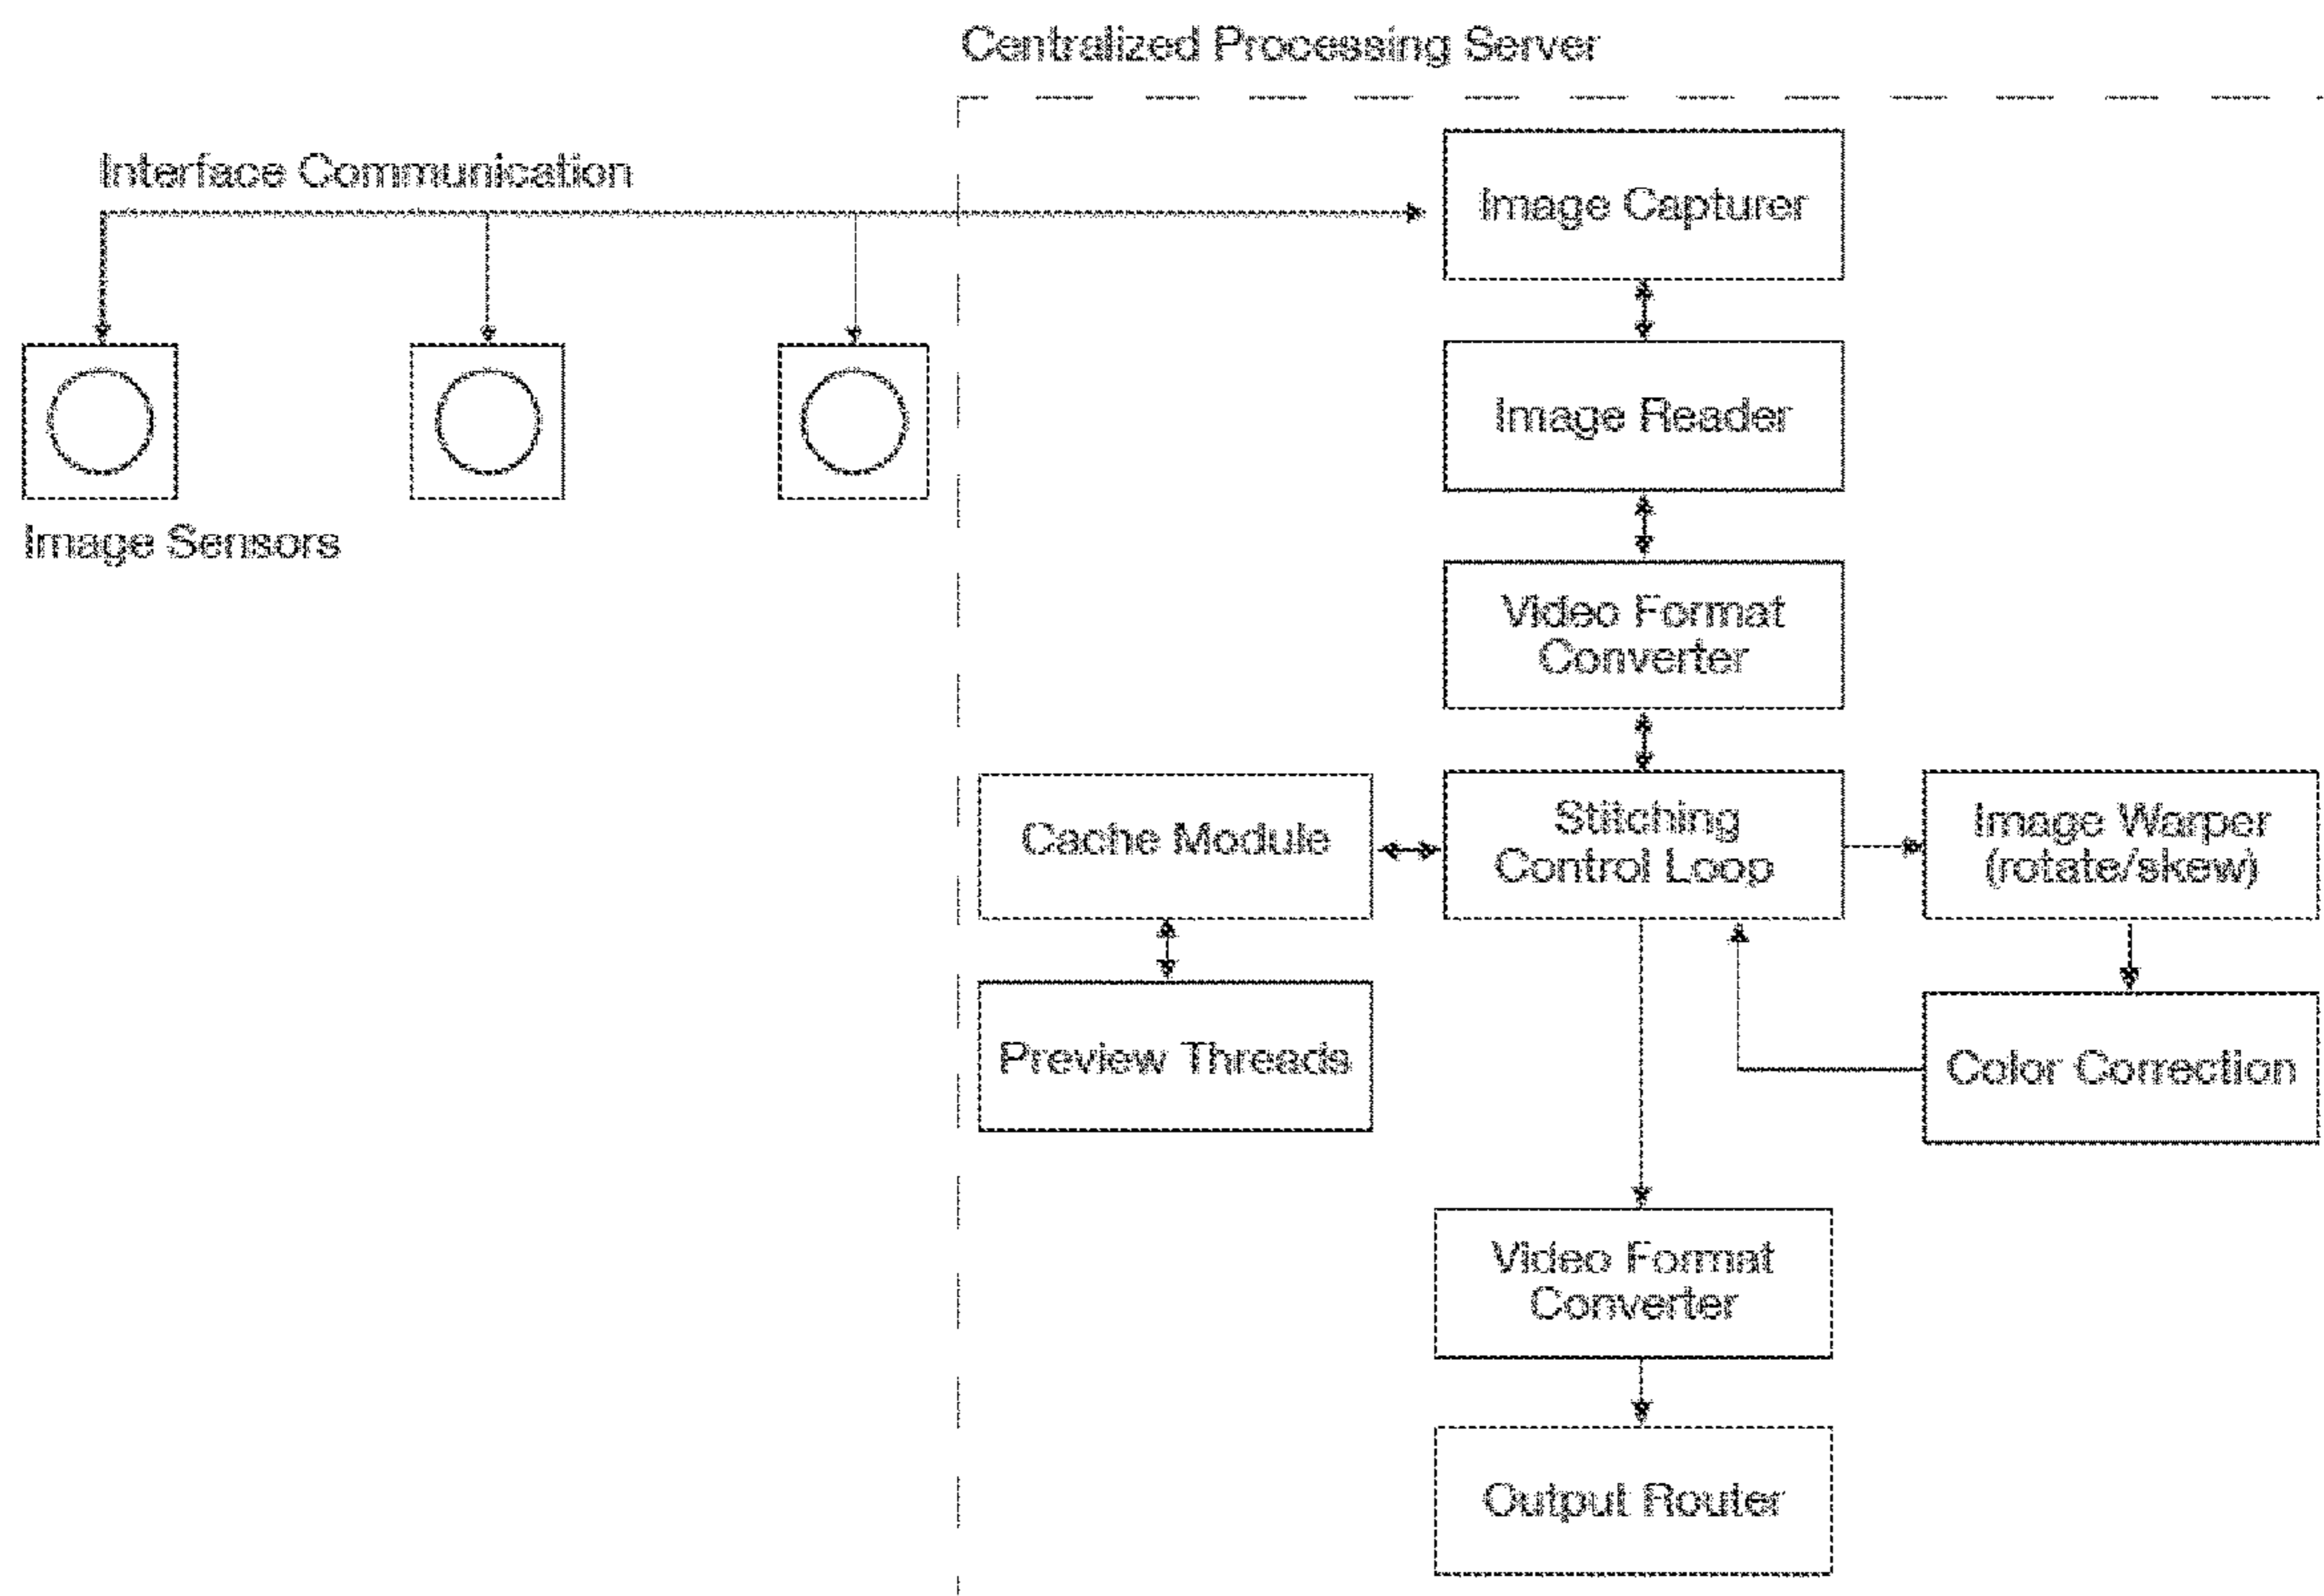 Centralized Processing Server
Interface Communication
Image Capturer
Image Reader
Image Sensors
Video Format
Converter
Cache Module
Stitching
Control Loop
Image Warper
(rotate/skew)
Preview Threads
Color Correction
Video Format
Converter
Output Router